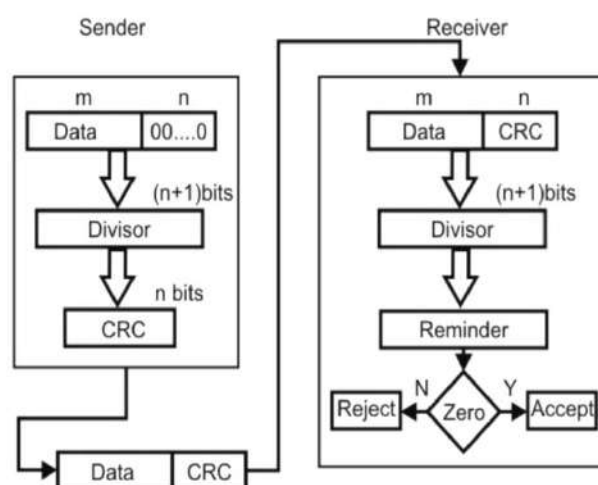 Sender
Receiver
m n
Data 00....0
(n+1)bits
Divisor
n bits
CRC
Data CRC
m n
Data CRC
(n+1)bits
Divisor
Reminder
N Y
Reject Zero Accept